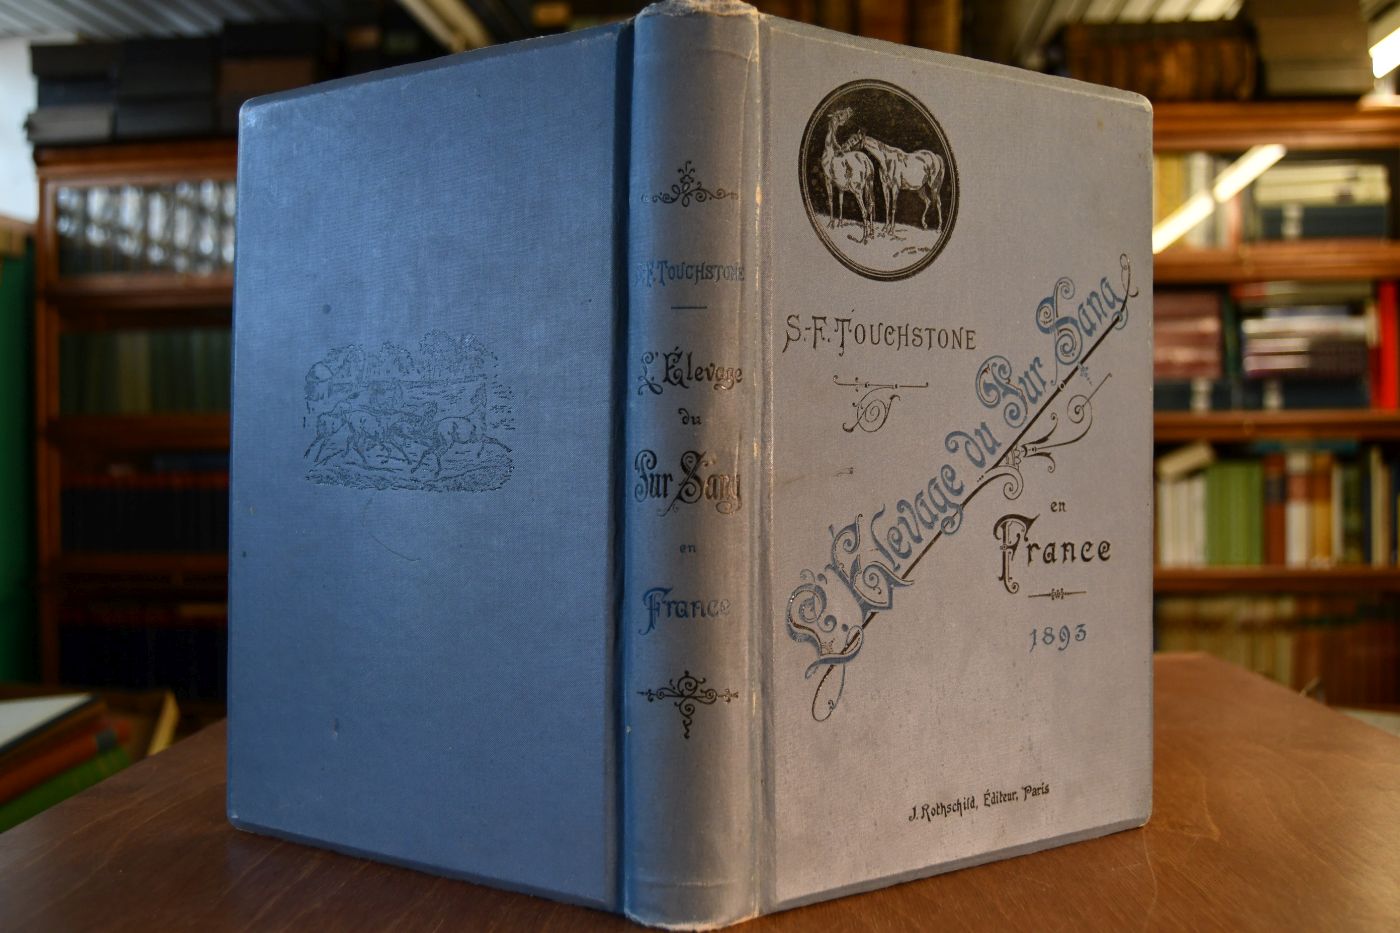 S.-F. TOUCHSTONE
L'Élevage
du
Pur Sang
en
France
S.-F. TOUCHSTONE
L'Élevage du Pur Sang
en
France
1893
J. Rothschild, Éditeur, Paris